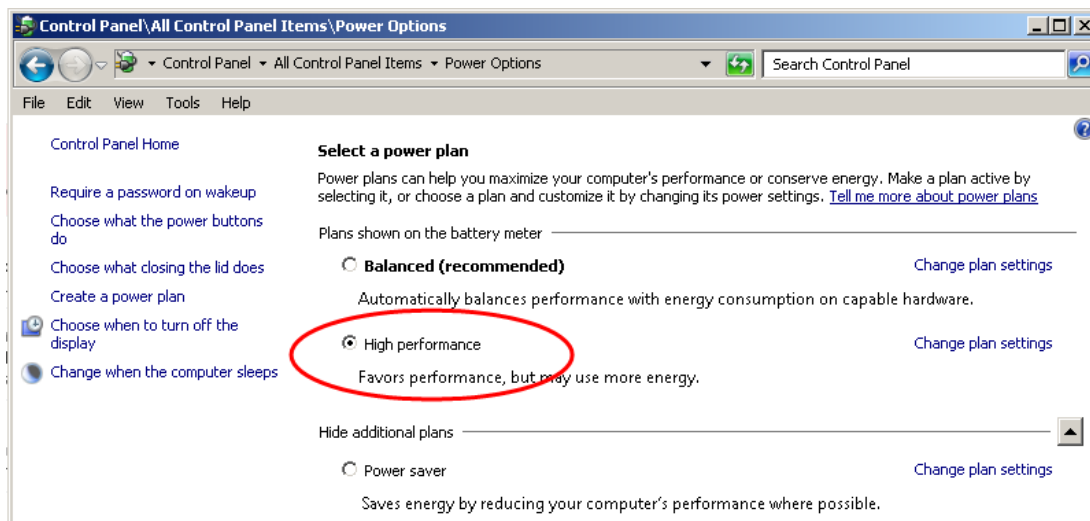 Control Panel\All Control Panel Items\Power Options
Control Panel All Control Panel Items Power Options
Search Control Panel
File Edit View Tools Help
Control Panel Home
Require a password on wakeup
Choose what the power buttons
do
Choose what closing the lid does
Create a power plan
Choose when to turn off the
display
Change when the computer sleeps
Select a power plan
Power plans can help you maximize your computer's performance or conserve energy. Make a plan active by
selecting it, or choose a plan and customize it by changing its power settings. Tell me more about power plans
Plans shown on the battery meter
Balanced (recommended) Change plan settings
Automatically balances performance with energy consumption on capable hardware.
High performance Change plan settings
Favors performance, but may use more energy.
Hide additional plans
Power saver Change plan settings
Saves energy by reducing your computer's performance where possible.